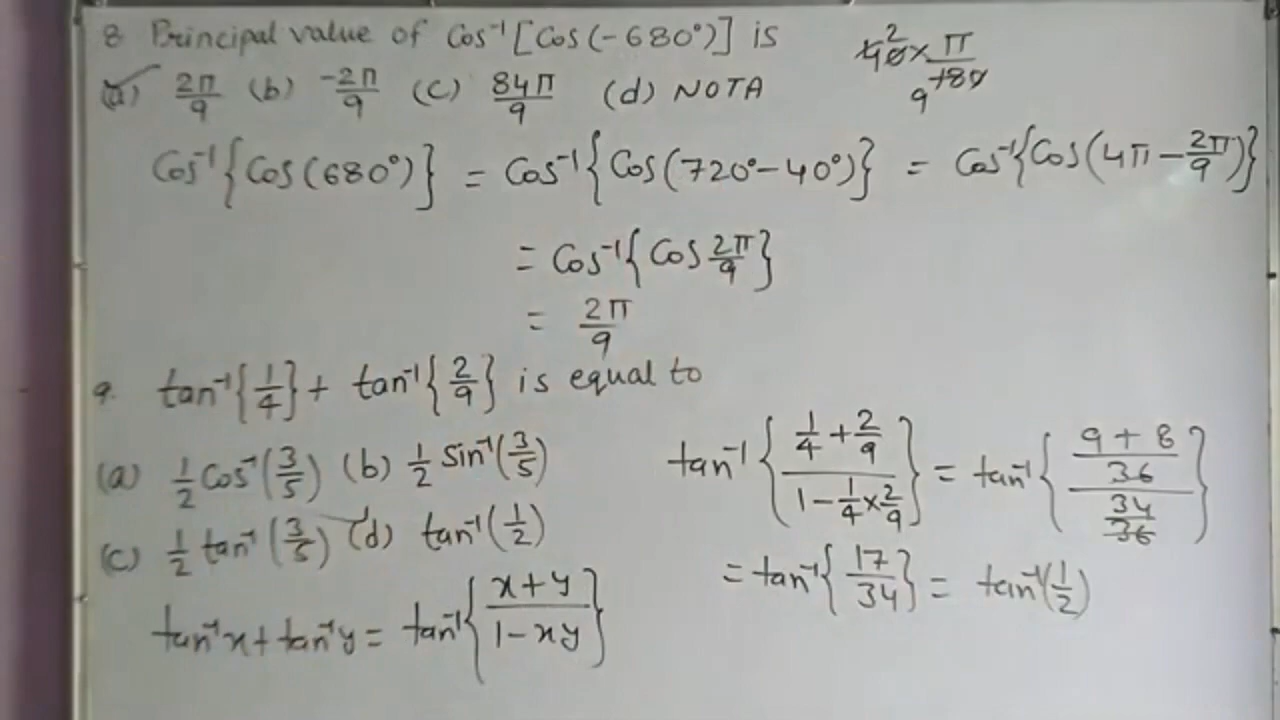 8 Principal value of Cos⁻¹[Cos(-680°)] is
(a) 2π/9 (b) -2π/9 (c) 84π/9 (d) NOTA
40 2 × π/180 9
Cos⁻¹{Cos(680°)} = Cos⁻¹{Cos(720°-40°)} = Cos⁻¹{Cos(4π - 2π/9)}
= Cos⁻¹{Cos 2π/9}
= 2π/9
9. tan⁻¹{1/4} + tan⁻¹{2/9} is equal to
(a) 1/2 Cos⁻¹(3/5) (b) 1/2 Sin⁻¹(3/5)
(c) 1/2 tan⁻¹(3/5) (d) tan⁻¹(1/2)
tan⁻¹x + tan⁻¹y = tan⁻¹{(x+y)/(1-xy)}
tan⁻¹{(1/4 + 2/9)/(1 - 1/4 × 2/9)} = tan⁻¹{((9+8)/36)/(34/36)}
= tan⁻¹{17/34} = tan⁻¹(1/2)